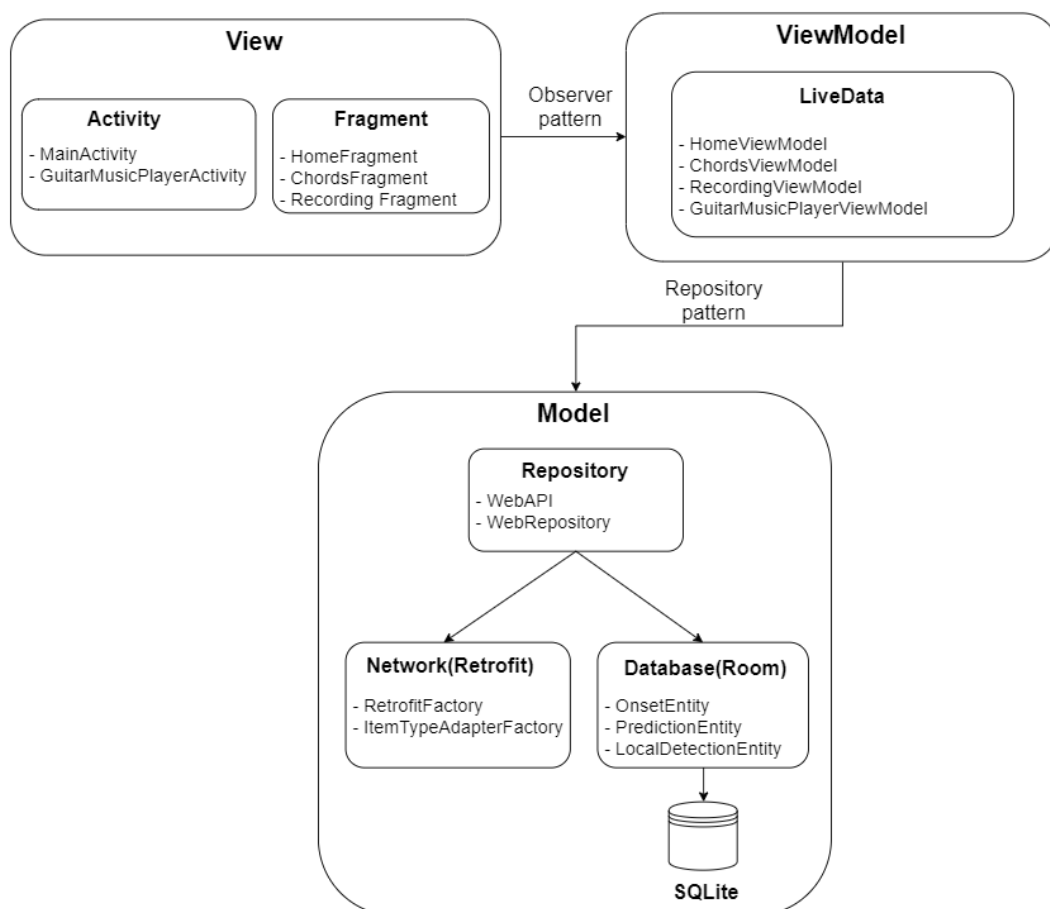 View
Activity
- MainActivity
- GuitarMusicPlayerActivity
Fragment
- HomeFragment
- ChordsFragment
- Recording Fragment
Observer
pattern
ViewModel
LiveData
- HomeViewModel
- ChordsViewModel
- RecordingViewModel
- GuitarMusicPlayerViewModel
Repository
pattern
Model
Repository
- WebAPI
- WebRepository
Network(Retrofit)
- RetrofitFactory
- ItemTypeAdapterFactory
Database(Room)
- OnsetEntity
- PredictionEntity
- LocalDetectionEntity
SQLite